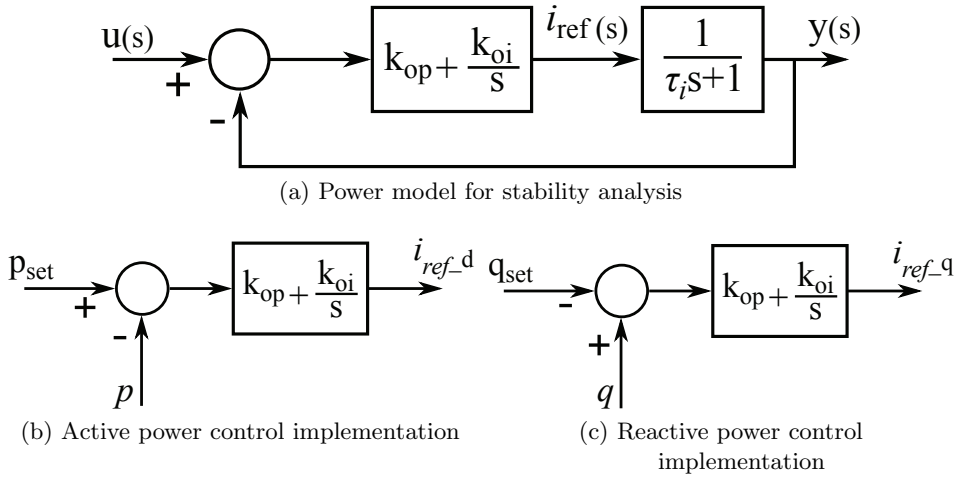 u(s) + - k_op + k_oi/s i_ref(s) 1/(τ_i s+1) y(s)
(a) Power model for stability analysis
p_set + - p k_op + k_oi/s i_ref_d
q_set - + q k_op + k_oi/s i_ref_q
(b) Active power control implementation
(c) Reactive power control
implementation